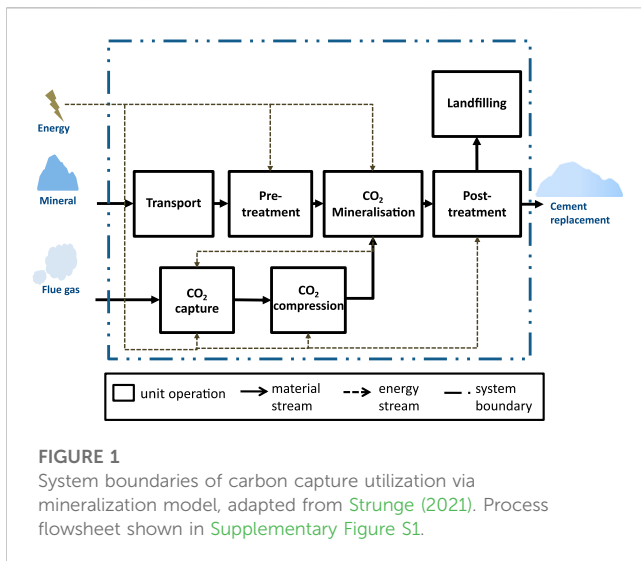 Energy
Mineral
Flue gas
Transport
Pre-
treatment
CO₂
Mineralisation
Post-
treatment
Landfilling
Cement
replacement
CO₂
capture
CO₂
compression
unit operation
material
stream
energy
stream
system
boundary
FIGURE 1
System boundaries of carbon capture utilization via
mineralization model, adapted from Strunge (2021). Process
flowsheet shown in Supplementary Figure S1.